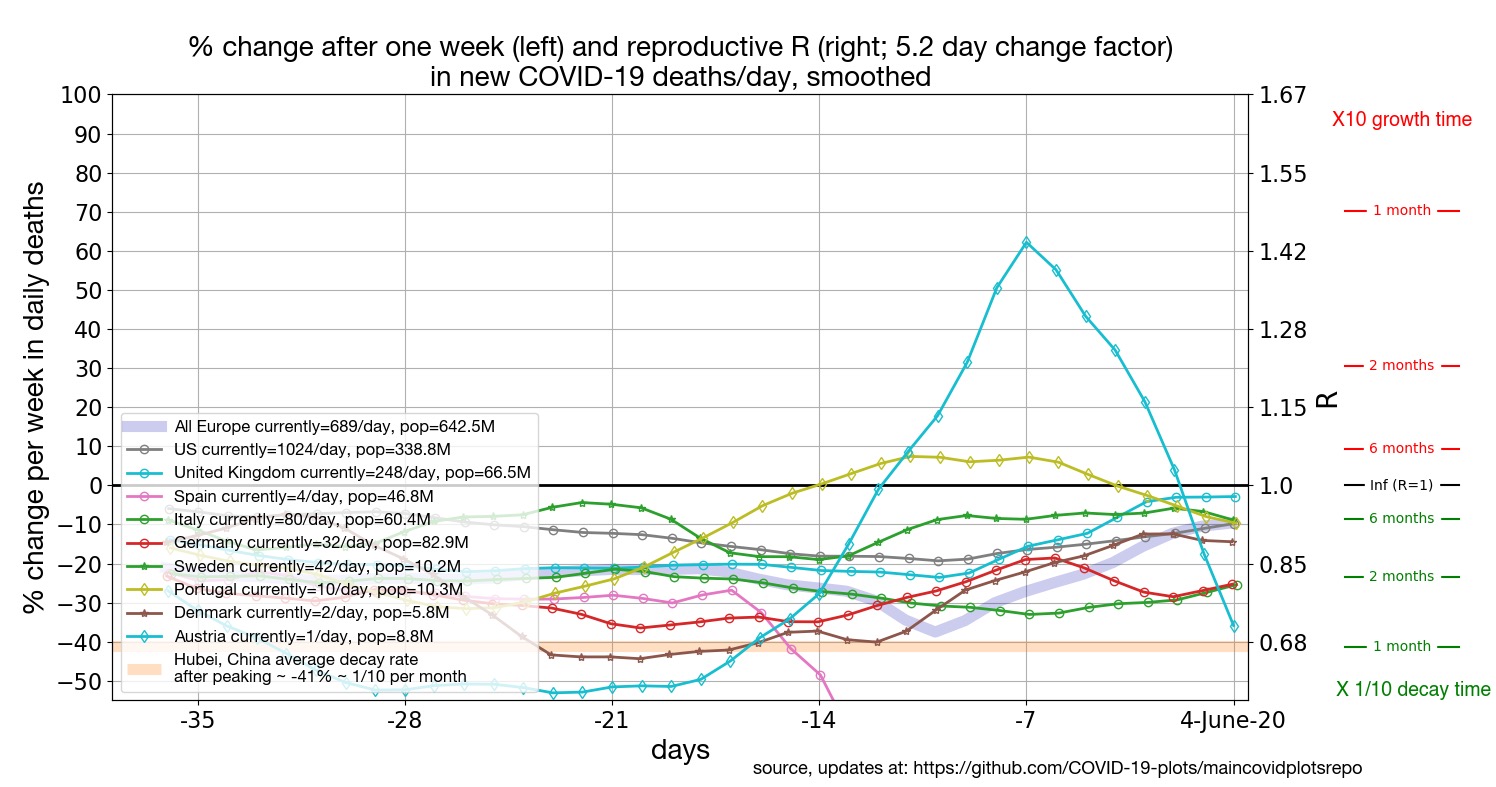 % change after one week (left) and reproductive R (right; 5.2 day change factor)
in new COVID-19 deaths/day, smoothed
% change per week in daily deaths
100
90
80
70
60
50
40
30
20
10
0
−10
−20
−30
−40
−50
All Europe currently=689/day, pop=642.5M
US currently=1024/day, pop=338.8M
United Kingdom currently=248/day, pop=66.5M
Spain currently=4/day, pop=46.8M
Italy currently=80/day, pop=60.4M
Germany currently=32/day, pop=82.9M
Sweden currently=42/day, pop=10.2M
Portugal currently=10/day, pop=10.3M
Denmark currently=2/day, pop=5.8M
Austria currently=1/day, pop=8.8M
Hubei, China average decay rate
after peaking ~ -41% ~ 1/10 per month
-35
-28
-21
-14
-7
4-June-20
days
1.67
1.55
1.42
1.28
1.15
1.0
0.85
0.68
R
X10 growth time
1 month
2 months
6 months
Inf (R=1)
6 months
2 months
1 month
X 1/10 decay time
source, updates at: https://github.com/COVID-19-plots/maincovidplotsrepo